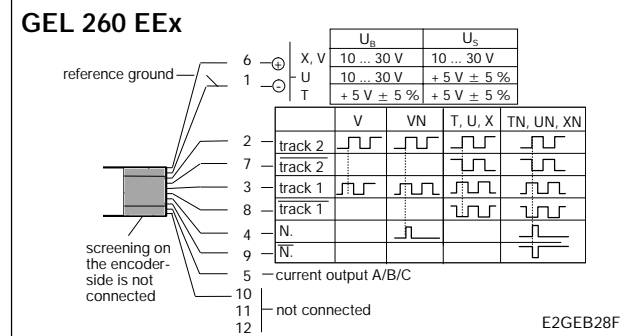 GEL 260 EEx
U_B U_S
6 X, V 10 ... 30 V 10 ... 30 V
reference ground
1 U 10 ... 30 V + 5 V ± 5 %
T + 5 V ± 5 % + 5 V ± 5 %
V VN T, U, X TN, UN, XN
2 track 2
7 track 2
3 track 1
8 track 1
4 N.
9 N.
5 current output A/B/C
10
11 not connected
12
screening on
the encoder-
side is not
connected
E2GEB28F